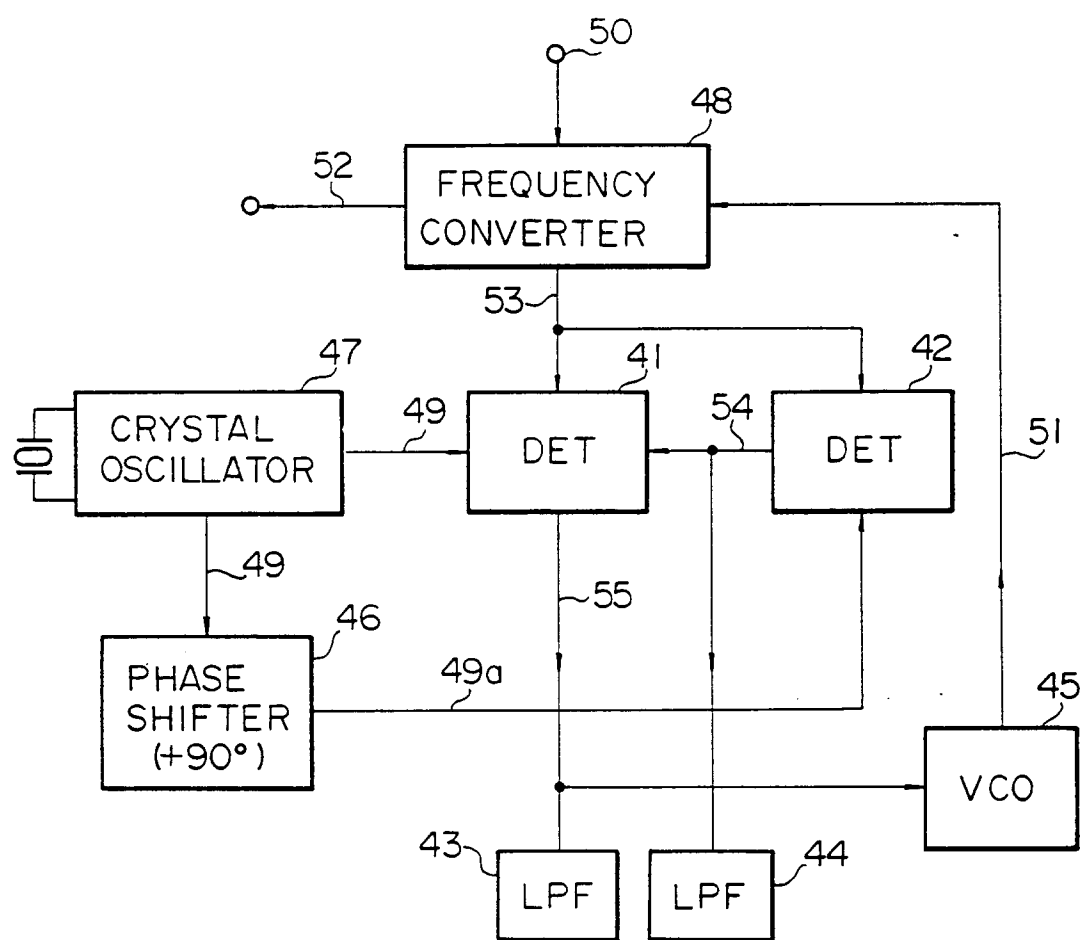 50
48
52
FREQUENCY
CONVERTER
53
47
41
42
49
54
51
CRYSTAL
OSCILLATOR
DET
DET
49
55
46
49a
45
PHASE
SHIFTER
(+90°)
VCO
43
44
LPF
LPF